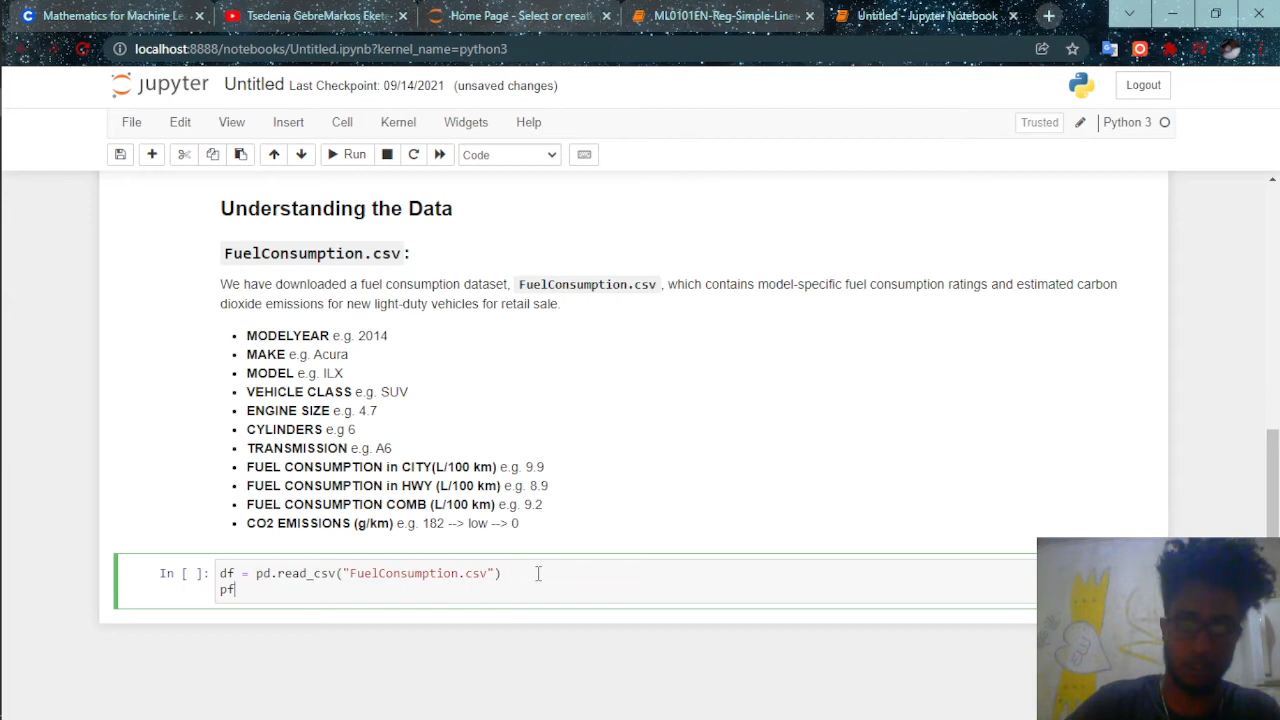 Mathematics for Machine Le
Tsedenia GebreMarkos Eket
Home Page - Select or creat
ML0101EN-Reg-Simple-Line
Untitled - Jupyter Notebook
localhost:8888/notebooks/Untitled.ipynb?kernel_name=python3
jupyter Untitled Last Checkpoint: 09/14/2021 (unsaved changes)
Logout
File Edit View Insert Cell Kernel Widgets Help
Trusted
Python 3
Run
Code
Understanding the Data
FuelConsumption.csv:
We have downloaded a fuel consumption dataset, FuelConsumption.csv, which contains model-specific fuel consumption ratings and estimated carbon
dioxide emissions for new light-duty vehicles for retail sale.
• MODELYEAR e.g. 2014
• MAKE e.g. Acura
• MODEL e.g. ILX
• VEHICLE CLASS e.g. SUV
• ENGINE SIZE e.g. 4.7
• CYLINDERS e.g 6
• TRANSMISSION e.g. A6
• FUEL CONSUMPTION in CITY(L/100 km) e.g. 9.9
• FUEL CONSUMPTION in HWY (L/100 km) e.g. 8.9
• FUEL CONSUMPTION COMB (L/100 km) e.g. 9.2
• CO2 EMISSIONS (g/km) e.g. 182 --> low --> 0
In [ ]: df = pd.read_csv("FuelConsumption.csv")
pf